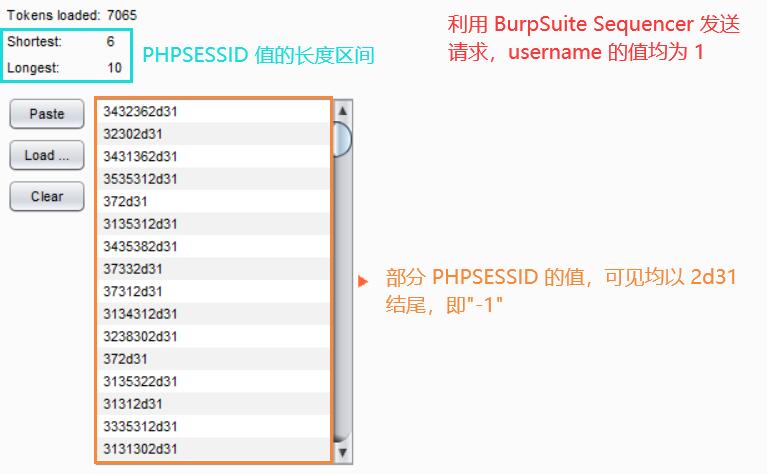 Tokens loaded: 7065
Shortest: 6
Longest: 10
PHPSESSID 值的长度区间
利用 BurpSuite Sequencer 发送
请求，username 的值均为 1
Paste
Load ...
Clear
3432362d31
32302d31
3431362d31
3535312d31
372d31
3135312d31
3435382d31
37332d31
37312d31
3134312d31
3238302d31
372d31
3135322d31
31312d31
3335312d31
3131302d31
部分 PHPSESSID 的值，可见均以 2d31
结尾，即"-1"